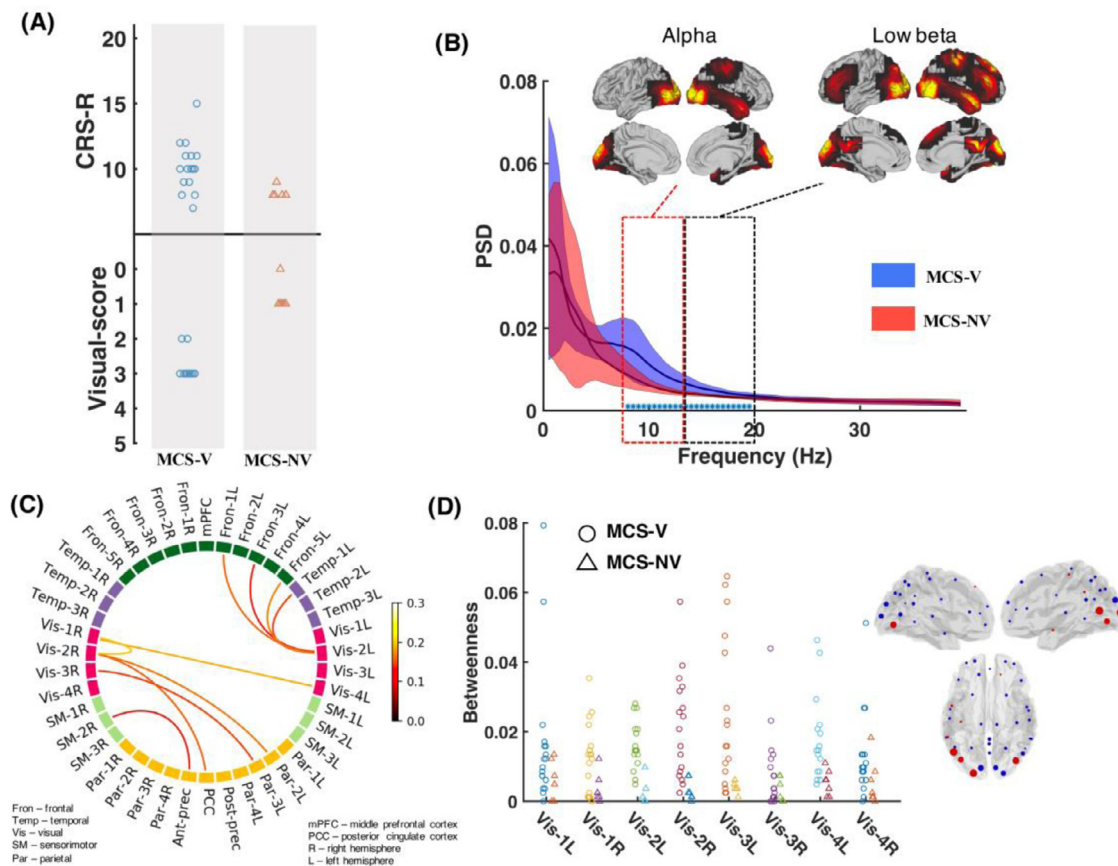 (A)
20
15
10
CRS-R
0
1
2
3
4
5
Visual-score
MCS-V
MCS-NV
(B)
Alpha
Low beta
0.08
0.06
0.04
0.02
0
PSD
0
10
20
30
Frequency (Hz)
MCS-V
MCS-NV
(C)
mPFC
Fron-1L
Fron-2L
Fron-3L
Fron-4L
Fron-5L
Temp-1L
Temp-2L
Temp-3L
Vis-1L
Vis-2L
Vis-3L
Vis-4L
SM-1L
SM-2L
SM-3L
Par-1L
Par-2L
Par-3L
Par-4L
Post-prec
PCC
Ant-prec
Par-4R
Par-3R
Par-2R
Par-1R
SM-3R
SM-2R
SM-1R
Vis-4R
Vis-3R
Vis-2R
Vis-1R
Temp-3R
Temp-2R
Temp-1R
Fron-5R
Fron-4R
Fron-3R
Fron-2R
Fron-1R
0.3
0.2
0.1
0.0
Fron – frontal
Temp – temporal
Vis – visual
SM – sensorimotor
Par – parietal
mPFC – middle prefrontal cortex
PCC – posterior cingulate cortex
R – right hemisphere
L – left hemisphere
(D)
MCS-V
MCS-NV
0.08
0.06
0.04
0.02
0
Betweenness
Vis-1L
Vis-1R
Vis-2L
Vis-2R
Vis-3L
Vis-3R
Vis-4L
Vis-4R